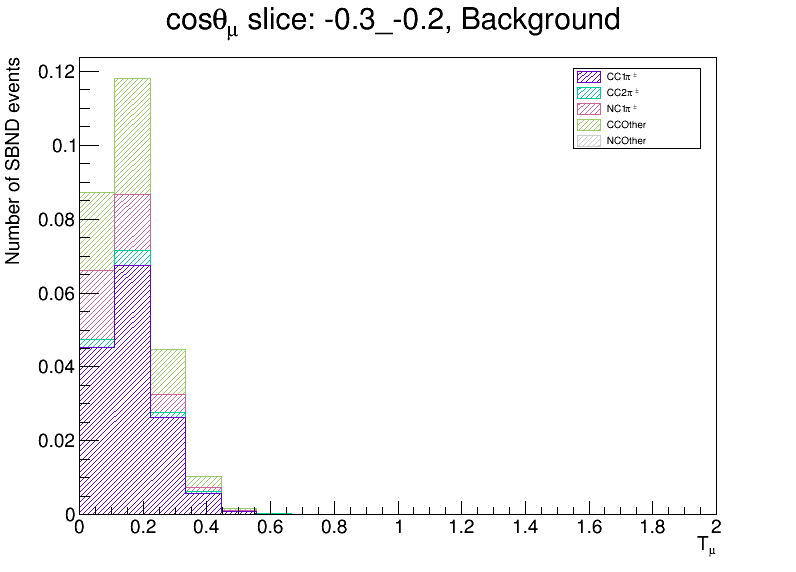 cosθμ slice: -0.3_-0.2, Background
Number of SBND events
0.12
0.1
0.08
0.06
0.04
0.02
0
CC1π ±
CC2π ±
NC1π ±
CCOther
NCOther
0 0.2 0.4 0.6 0.8 1 1.2 1.4 1.6 1.8 2
Tμ